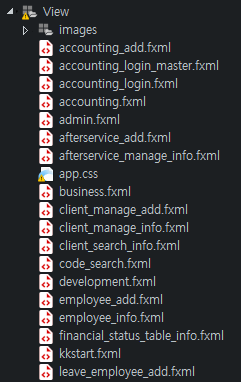 View
images
accounting_add.fxml
accounting_login_master.fxml
accounting_login.fxml
accounting.fxml
admin.fxml
afterservice_add.fxml
afterservice_manage_info.fxml
app.css
business.fxml
client_manage_add.fxml
client_manage_info.fxml
client_search_info.fxml
code_search.fxml
development.fxml
employee_add.fxml
employee_info.fxml
financial_status_table_info.fxml
kkstart.fxml
leave_employee_add.fxml